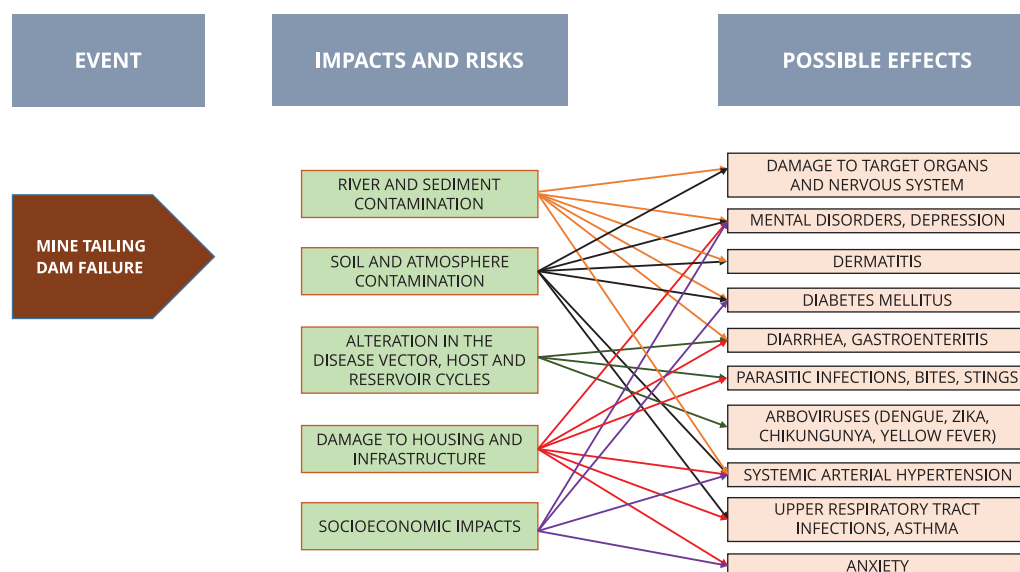 EVENT
IMPACTS AND RISKS
POSSIBLE EFFECTS
MINE TAILING
DAM FAILURE
RIVER AND SEDIMENT
CONTAMINATION
SOIL AND ATMOSPHERE
CONTAMINATION
ALTERATION IN THE
DISEASE VECTOR, HOST AND
RESERVOIR CYCLES
DAMAGE TO HOUSING AND
INFRASTRUCTURE
SOCIOECONOMIC IMPACTS
DAMAGE TO TARGET ORGANS
AND NERVOUS SYSTEM
MENTAL DISORDERS, DEPRESSION
DERMATITIS
DIABETES MELLITUS
DIARRHEA, GASTROENTERITIS
PARASITIC INFECTIONS, BITES, STINGS
ARBOVIRUSES (DENGUE, ZIKA,
CHIKUNGUNYA, YELLOW FEVER)
SYSTEMIC ARTERIAL HYPERTENSION
UPPER RESPIRATORY TRACT
INFECTIONS, ASTHMA
ANXIETY